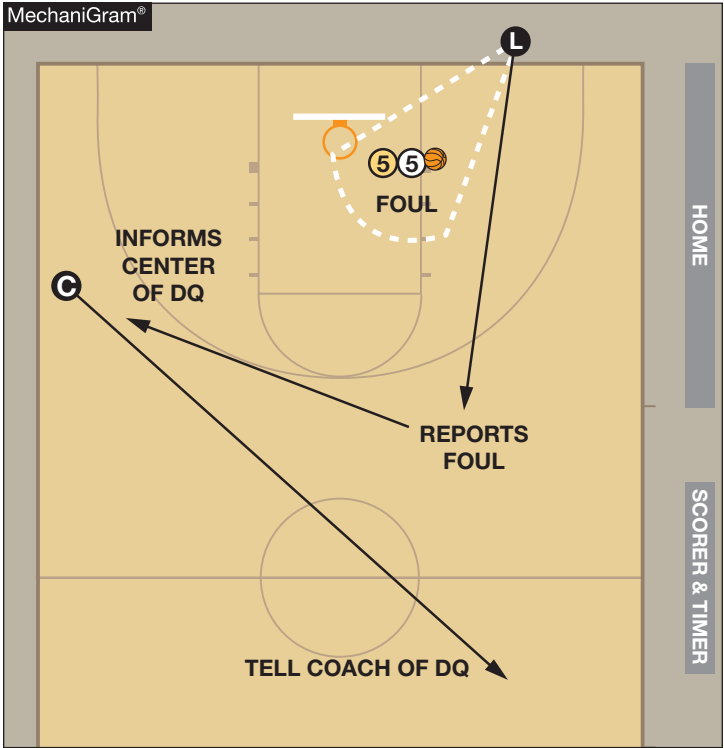 MechaniGram®
L
5 5
FOUL
HOME
INFORMS
CENTER
OF DQ
C
REPORTS
FOUL
SCORER & TIMER
TELL COACH OF DQ